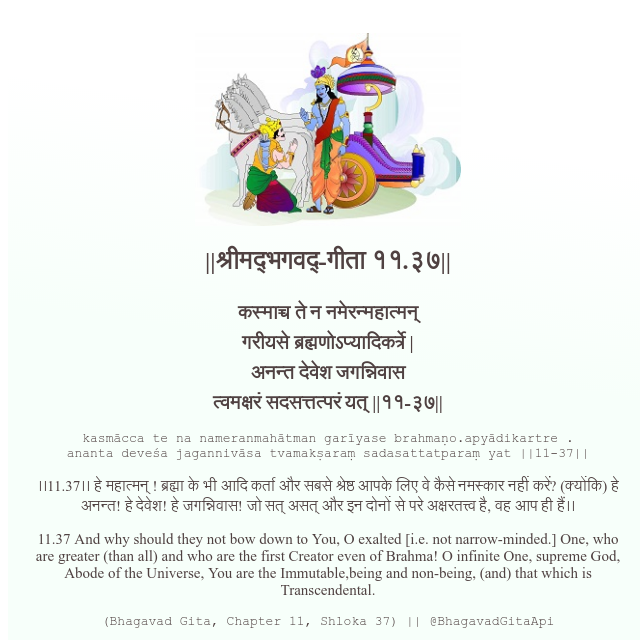 ||श्रीमद्‍भगवद्‍-गीता ११.३७||
कस्माच्च ते न नमेरन्महात्मन्
गरीयसे ब्रह्मणोऽप्यादिकर्त्रे |
अनन्त देवेश जगन्निवास
त्वमक्षरं सदसत्तत्परं यत् ||११-३७||
kasmācca te na nameranmahātman garīyase brahmaṇo.apyādikartre .
ananta deveśa jagannivāsa tvamakṣaraṃ sadasattatparaṃ yat ||11-37||
।।11.37।। हे महात्मन् ! ब्रह्मा के भी आदि कर्ता और सबसे श्रेष्ठ आपके लिए वे कैसे नमस्कार नहीं करें? (क्योंकि) हे
अनन्त! हे देवेश! हे जगन्निवास! जो सत् असत् और इन दोनों से परे अक्षरतत्त्व है, वह आप ही हैं।।
11.37 And why should they not bow down to You, O exalted [i.e. not narrow-minded.] One, who
are greater (than all) and who are the first Creator even of Brahma! O infinite One, supreme God,
Abode of the Universe, You are the Immutable,being and non-being, (and) that which is
Transcendental.
(Bhagavad Gita, Chapter 11, Shloka 37) || @BhagavadGitaApi